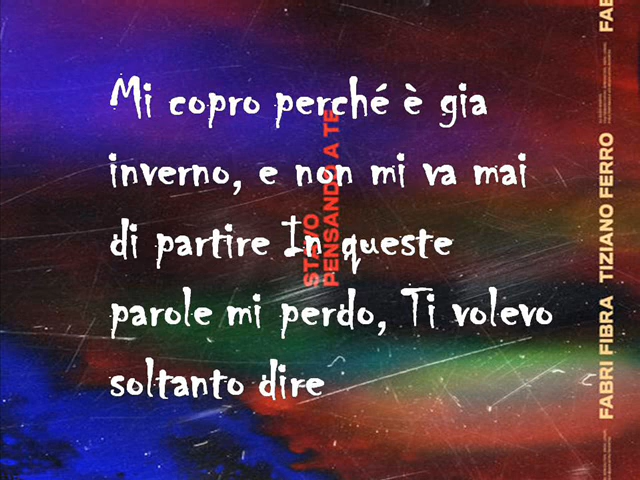 Mi copro perché è gia
inverno, e non mi va mai
di partire In queste
parole mi perdo, Ti volevo
soltanto dire
STAVO
PENSANDO A TE
FABRI FIBRA TIZIANO FERRO
FAB